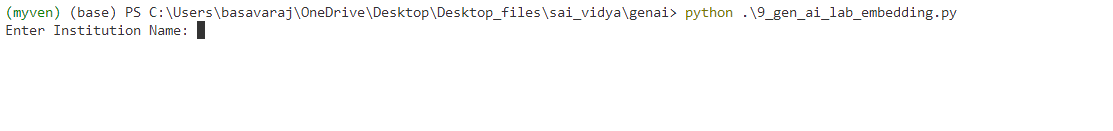 (myven) (base) PS C:\Users\basavaraj\OneDrive\Desktop\Desktop_files\sai_vidya\genai> python .\9_gen_ai_lab_embedding.py
Enter Institution Name: